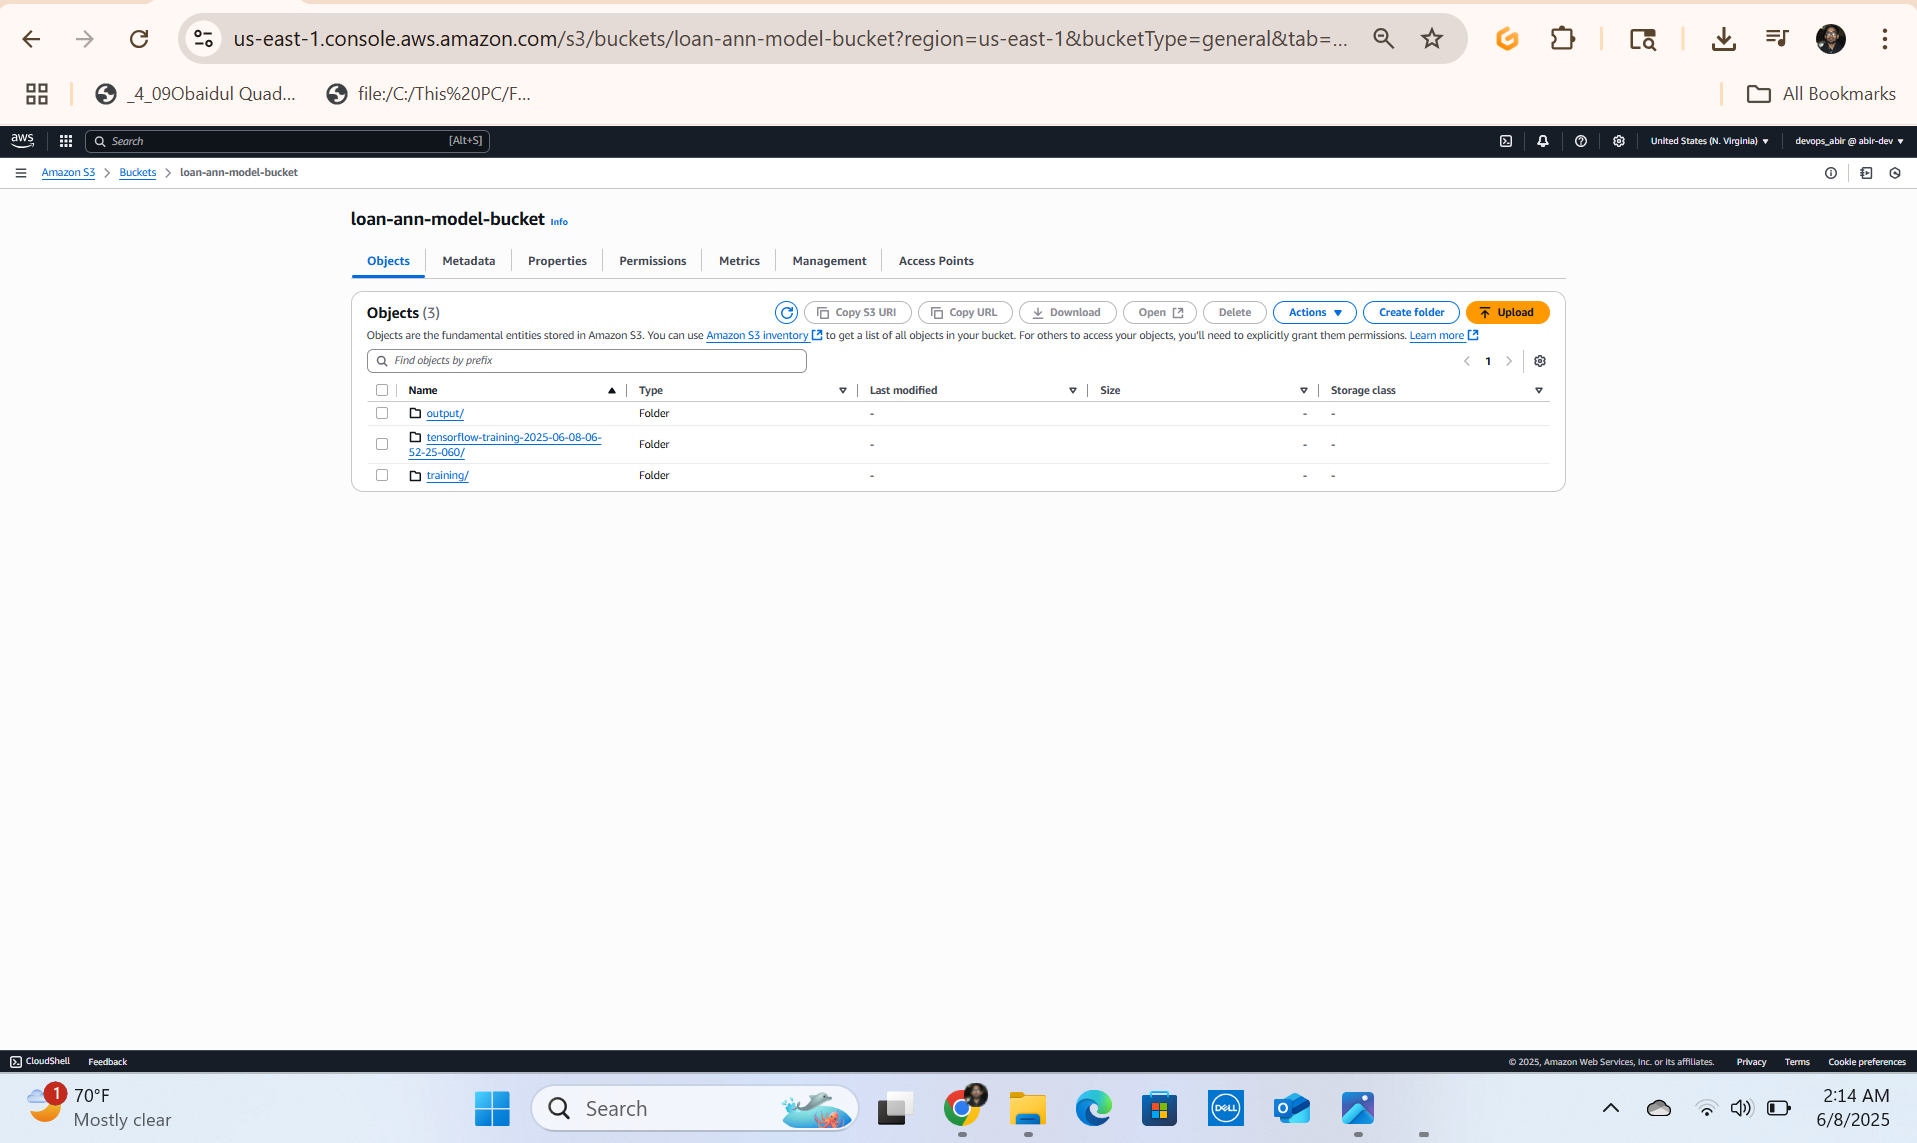 us-east-1.console.aws.amazon.com/s3/buckets/loan-ann-model-bucket?region=us-east-1&bucketType=general&tab=...
_4_09Obaidul Quad...
file:/C:/This%20PC/F...
All Bookmarks
aws
Search
[Alt+S]
United States (N. Virginia)
devops_abir @ abir-dev
Amazon S3 > Buckets > loan-ann-model-bucket
loan-ann-model-bucket Info
Objects
Metadata
Properties
Permissions
Metrics
Management
Access Points
Objects (3)
Copy S3 URI
Copy URL
Download
Open
Delete
Actions
Create folder
Upload
Objects are the fundamental entities stored in Amazon S3. You can use Amazon S3 inventory to get a list of all objects in your bucket. For others to access your objects, you'll need to explicitly grant them permissions. Learn more
Find objects by prefix
1
Name Type Last modified Size Storage class
output/ Folder - - -
tensorflow-training-2025-06-08-06-
52-25-060/ Folder - - -
training/ Folder - - -
CloudShell
Feedback
© 2025, Amazon Web Services, Inc. or its affiliates.
Privacy
Terms
Cookie preferences
1
70°F
Mostly clear
Search
DELL
2:14 AM
6/8/2025